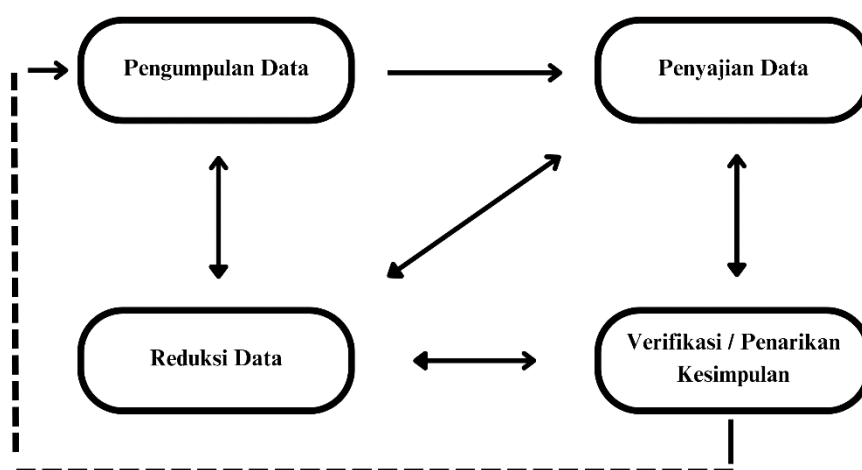 Pengumpulan Data
Penyajian Data
Reduksi Data
Verifikasi / Penarikan
Kesimpulan